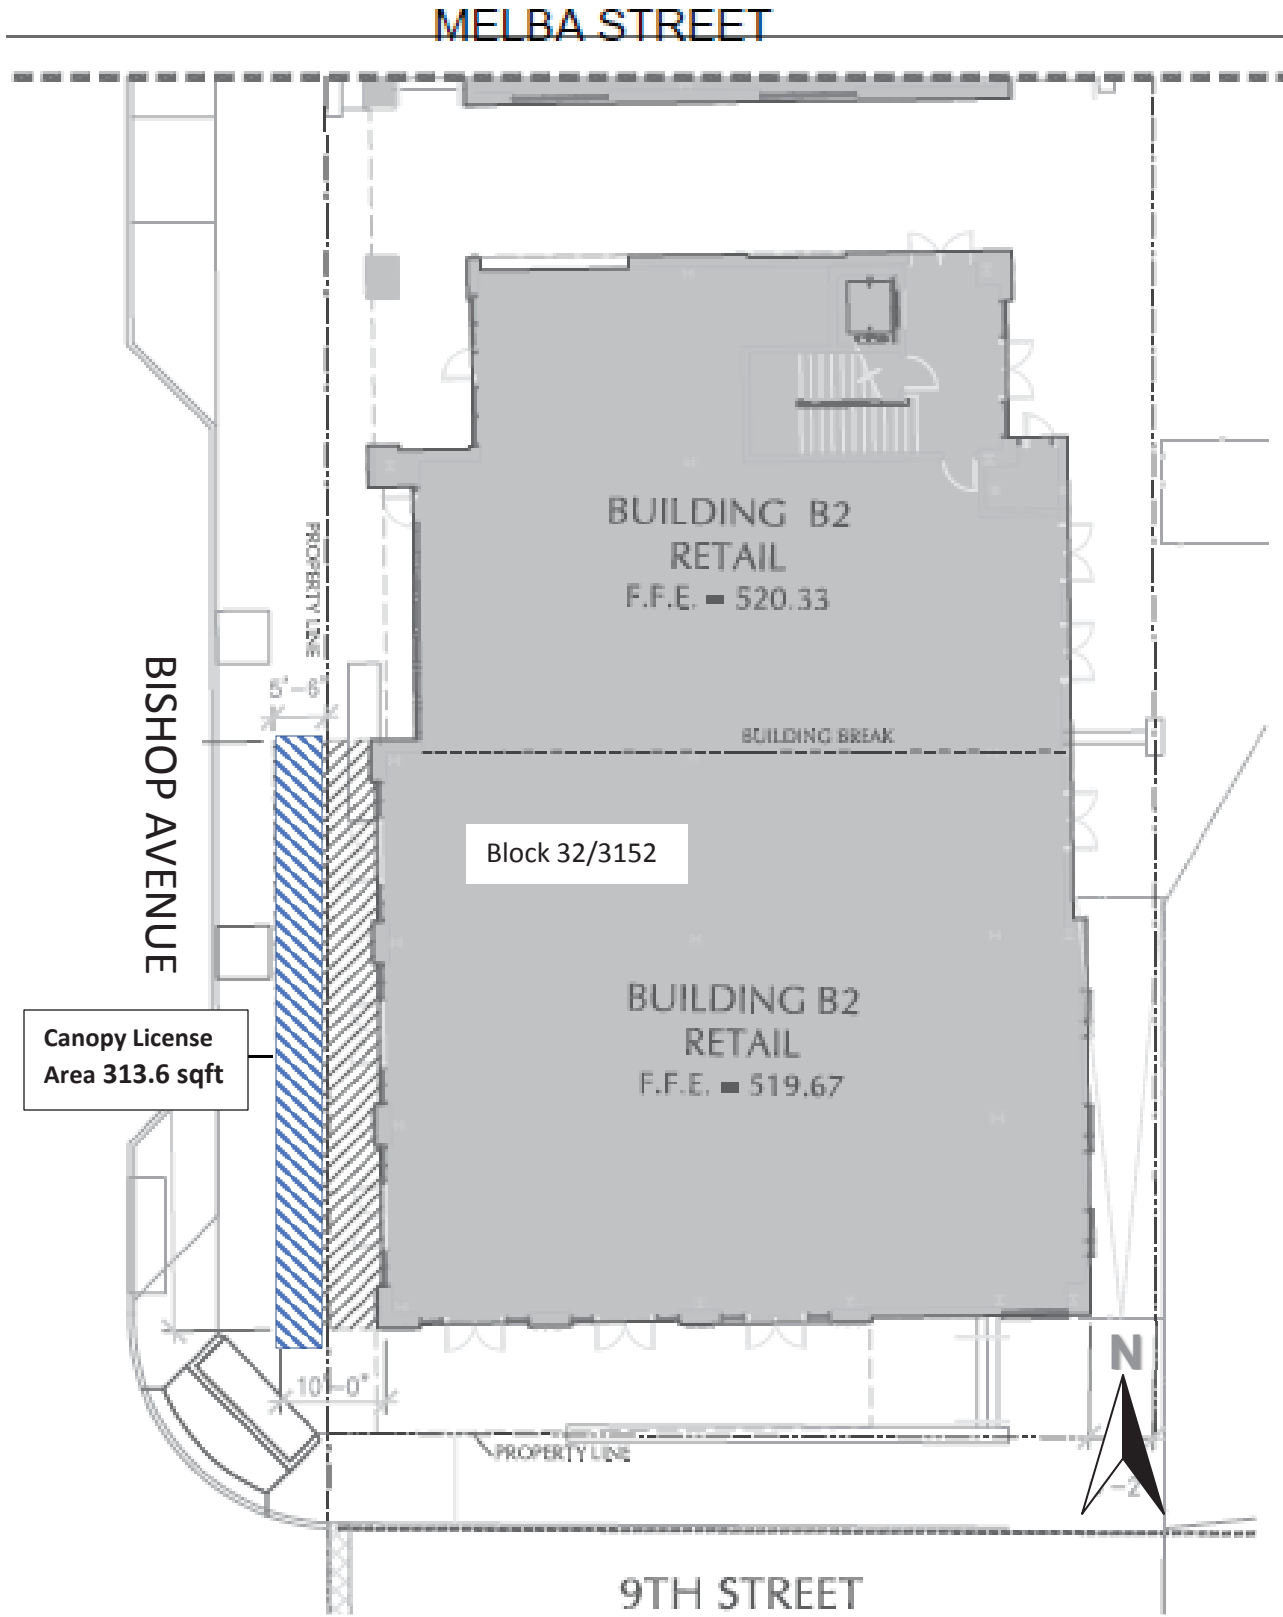 MELBA STREET
BUILDING B2
RETAIL
F.F.E. = 520.33
PROPERTY LINE
5'-6"
BUILDING BREAK
BISHOP AVENUE
Block 32/3152
BUILDING B2
RETAIL
F.F.E. = 519.67
Canopy License
Area 313.6 sqft
N
10'-0"
PROPERTY LINE
9TH STREET